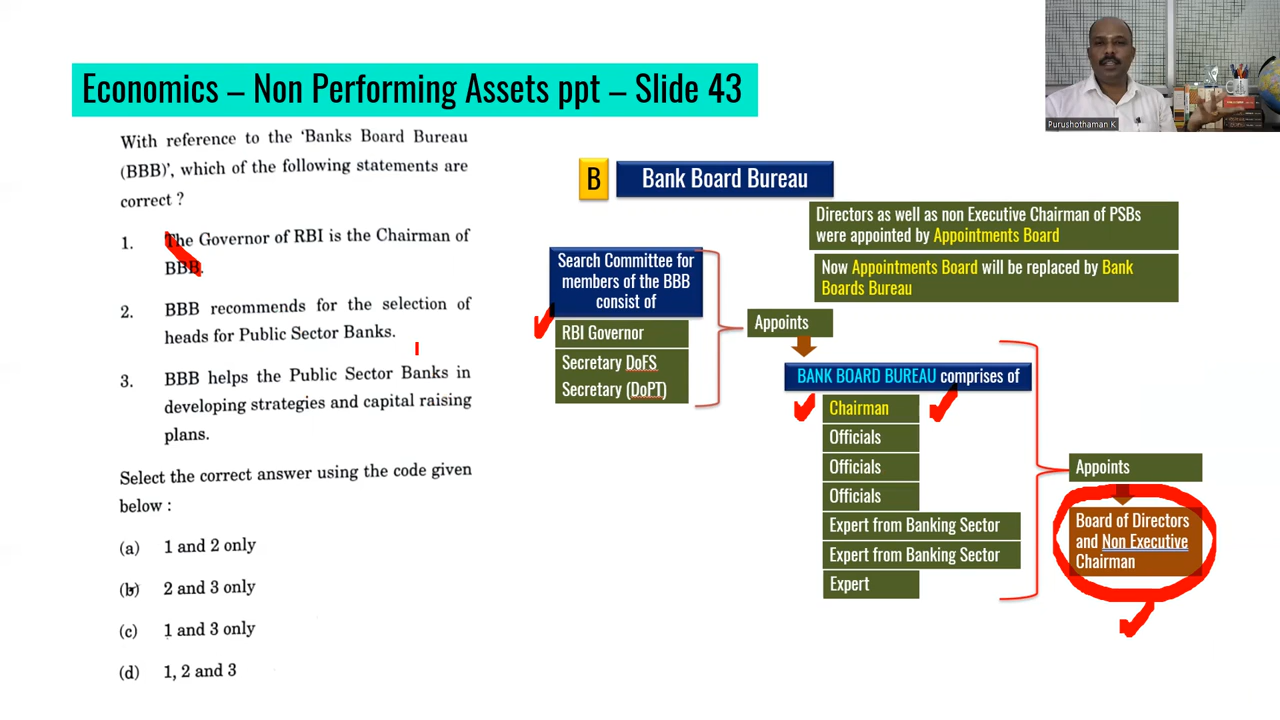 Economics – Non Performing Assets ppt – Slide 43
Purushothaman K
With reference to the 'Banks Board Bureau
(BBB)', which of the following statements are
correct ?
1. The Governor of RBI is the Chairman of
BBB.
2. BBB recommends for the selection of
heads for Public Sector Banks.
3. BBB helps the Public Sector Banks in
developing strategies and capital raising
plans.
Select the correct answer using the code given
below :
(a) 1 and 2 only
(b) 2 and 3 only
(c) 1 and 3 only
(d) 1, 2 and 3
B Bank Board Bureau
Directors as well as non Executive Chairman of PSBs
were appointed by Appointments Board
Now Appointments Board will be replaced by Bank
Boards Bureau
Search Committee for
members of the BBB
consist of
RBI Governor
Secretary DoFS
Secretary (DoPT)
Appoints
BANK BOARD BUREAU comprises of
Chairman
Officials
Officials
Officials
Expert from Banking Sector
Expert from Banking Sector
Expert
Appoints
Board of Directors
and Non Executive
Chairman